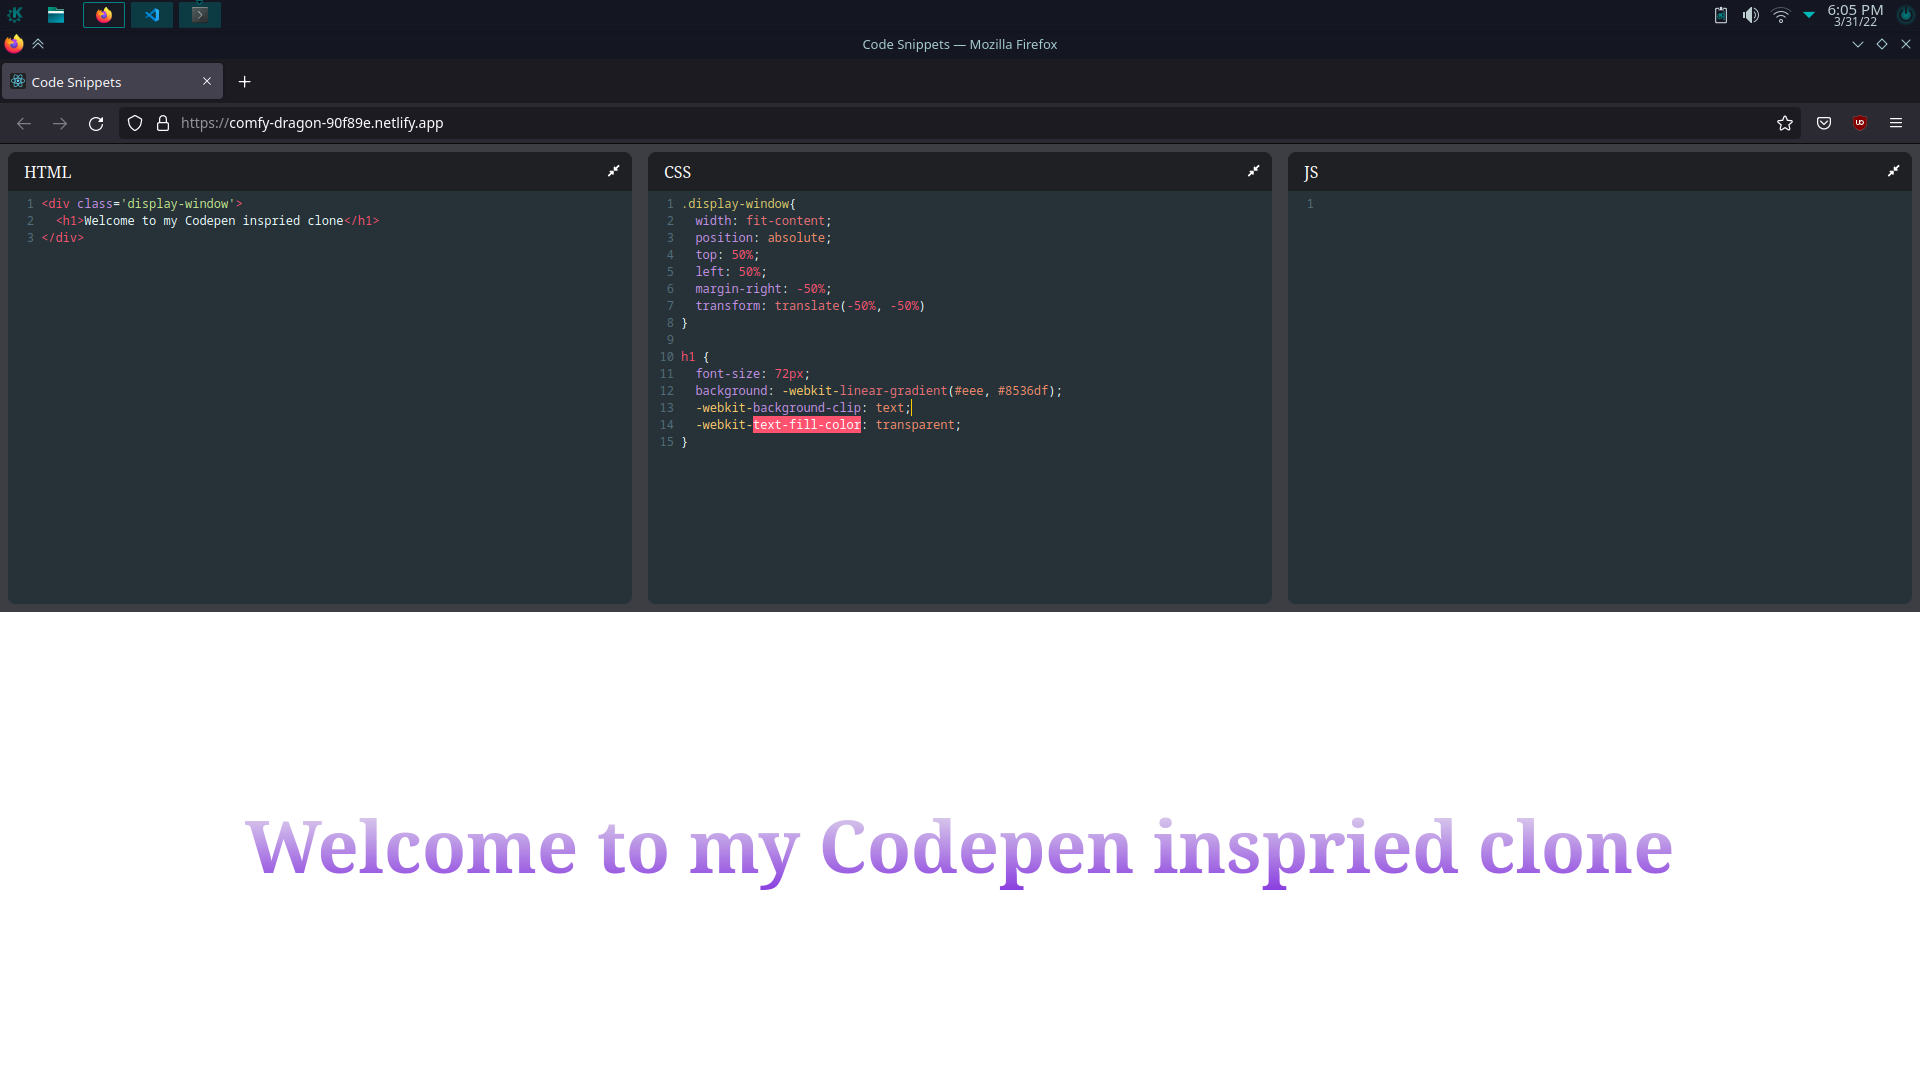 6:05 PM
3/31/22
Code Snippets — Mozilla Firefox
Code Snippets
https://comfy-dragon-90f89e.netlify.app
HTML
1 <div class='display-window'>
2   <h1>Welcome to my Codepen inspried clone</h1>
3 </div>
CSS
1 .display-window{
2   width: fit-content;
3   position: absolute;
4   top: 50%;
5   left: 50%;
6   margin-right: -50%;
7   transform: translate(-50%, -50%)
8 }
9
10 h1 {
11   font-size: 72px;
12   background: -webkit-linear-gradient(#eee, #8536df);
13   -webkit-background-clip: text;
14   -webkit-text-fill-color: transparent;
15 }
JS
1
Welcome to my Codepen inspried clone